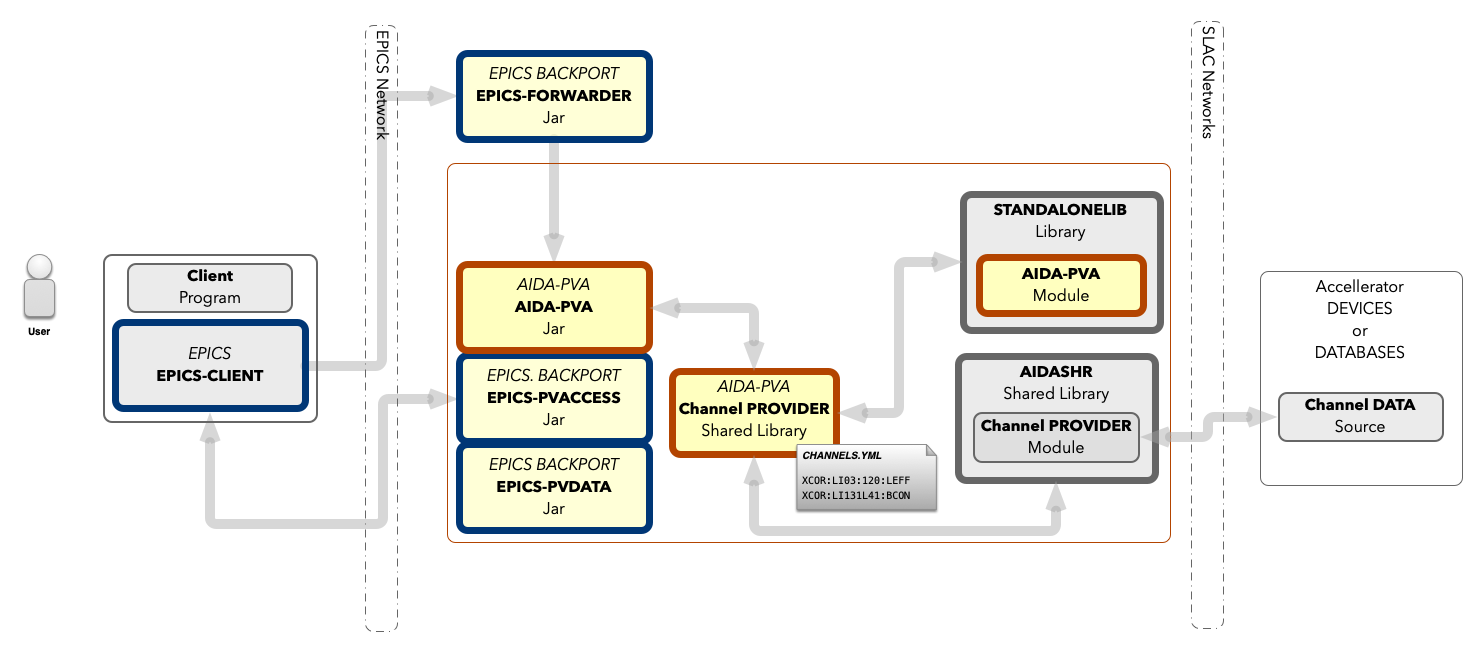 User
Client
Program
EPICS
EPICS-CLIENT
EPICS Network
EPICS BACKPORT
EPICS-FORWARDER
Jar
AIDA-PVA
AIDA-PVA
Jar
EPICS. BACKPORT
EPICS-PVACCESS
Jar
EPICS BACKPORT
EPICS-PVDATA
Jar
AIDA-PVA
Channel PROVIDER
Shared Library
CHANNELS.YML
XCOR:LI03:120:LEFF
XCOR:LI131L41:BCON
STANDALONELIB
Library
AIDA-PVA
Module
AIDASHR
Shared Library
Channel PROVIDER
Module
SLAC Networks
Accellerator
DEVICES
or
DATABASES
Channel DATA
Source